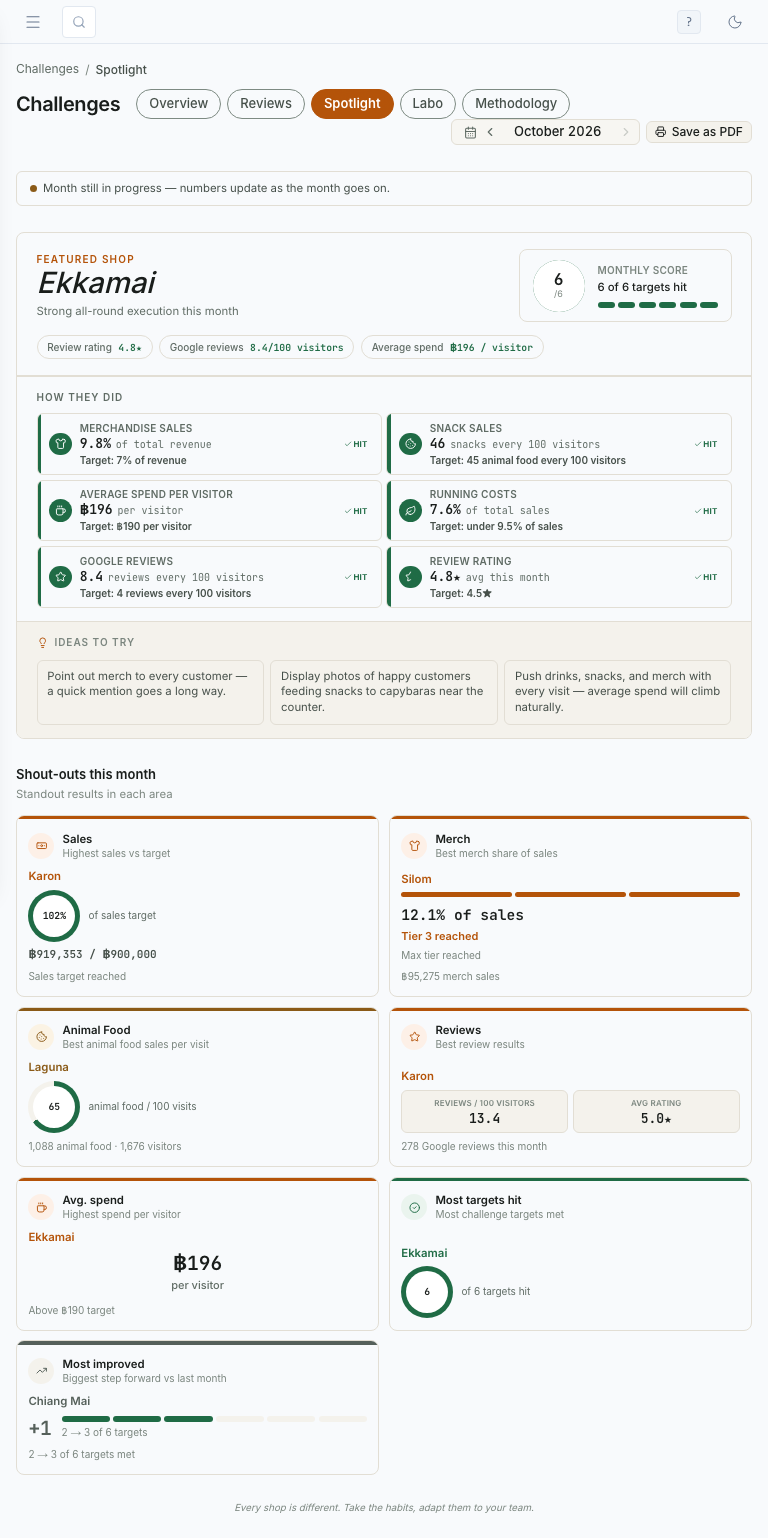 ?
Challenges / Spotlight
Challenges
Overview
Reviews
Spotlight
Labo
Methodology
October 2026
Save as PDF
Month still in progress — numbers update as the month goes on.
FEATURED SHOP
Ekkamai
Strong all-round execution this month
6
/6
MONTHLY SCORE
6 of 6 targets hit
Review rating 4.8★
Google reviews 8.4/100 visitors
Average spend ฿196 / visitor
HOW THEY DID
MERCHANDISE SALES
9.8% of total revenue
Target: 7% of revenue
✓ HIT
SNACK SALES
46 snacks every 100 visitors
Target: 45 animal food every 100 visitors
✓ HIT
AVERAGE SPEND PER VISITOR
฿196 per visitor
Target: ฿190 per visitor
✓ HIT
RUNNING COSTS
7.6% of total sales
Target: under 9.5% of sales
✓ HIT
GOOGLE REVIEWS
8.4 reviews every 100 visitors
Target: 4 reviews every 100 visitors
✓ HIT
REVIEW RATING
4.8★ avg this month
Target: 4.5★
✓ HIT
IDEAS TO TRY
Point out merch to every customer —
a quick mention goes a long way.
Display photos of happy customers
feeding snacks to capybaras near the
counter.
Push drinks, snacks, and merch with
every visit — average spend will climb
naturally.
Shout-outs this month
Standout results in each area
Sales
Highest sales vs target
Karon
102%
of sales target
฿919,353 / ฿900,000
Sales target reached
Merch
Best merch share of sales
Silom
12.1% of sales
Tier 3 reached
Max tier reached
฿95,275 merch sales
Animal Food
Best animal food sales per visit
Laguna
65
animal food / 100 visits
1,088 animal food · 1,676 visitors
Reviews
Best review results
Karon
REVIEWS / 100 VISITORS
13.4
AVG RATING
5.0★
278 Google reviews this month
Avg. spend
Highest spend per visitor
Ekkamai
฿196
per visitor
Above ฿190 target
Most targets hit
Most challenge targets met
Ekkamai
6
of 6 targets hit
Most improved
Biggest step forward vs last month
Chiang Mai
+1
2 → 3 of 6 targets
2 → 3 of 6 targets met
Every shop is different. Take the habits, adapt them to your team.